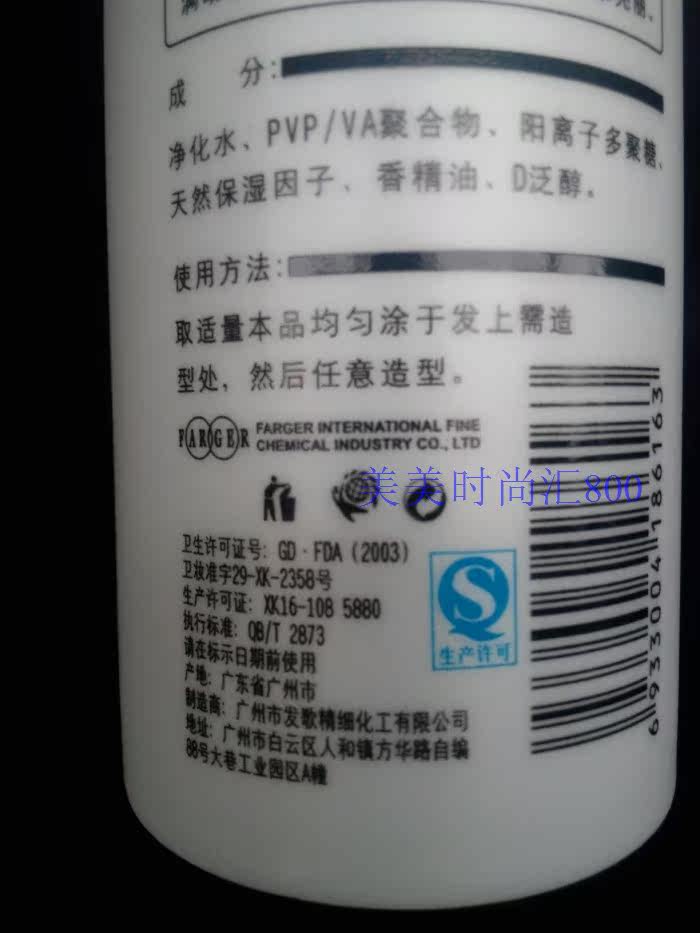 成 分:
净化水、PVP/VA聚合物、阳离子多聚糖、
天然保湿因子、香精油、D泛醇.
使用方法:
取适量本品均匀涂于发上需造
型处, 然后任意造型。
FARGER FARGER INTERNATIONAL FINE
CHEMICAL INDUSTRY CO., LTD
美美时尚汇800
卫生许可证号: GD·FDA (2003)
卫妆准字29-XK-2358号
生产许可证: XK16-108 5880
执行标准: QB/T 2873
请在标示日期前使用
产地: 广东省广州市
制造商: 广州市发歌精细化工有限公司
地址: 广州市白云区人和镇方华路自编
88号大巷工业园区A幢
生产许可
6933004186163